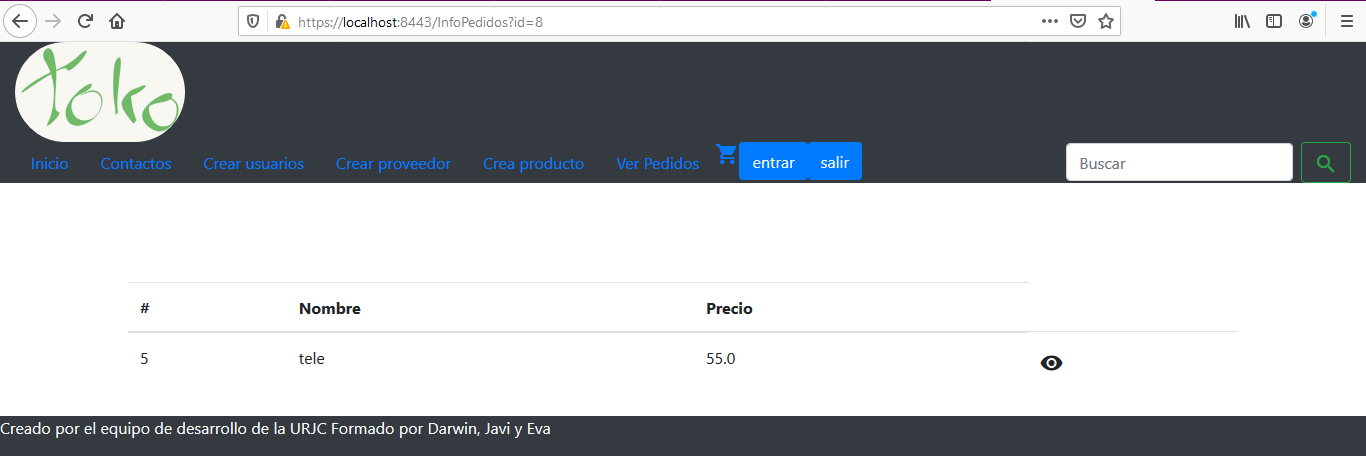 https://localhost:8443/InfoPedidos?id=8
toko
Inicio Contactos Crear usuarios Crear proveedor Crea producto Ver Pedidos entrar salir Buscar
# Nombre Precio
5 tele 55.0
Creado por el equipo de desarrollo de la URJC Formado por Darwin, Javi y Eva